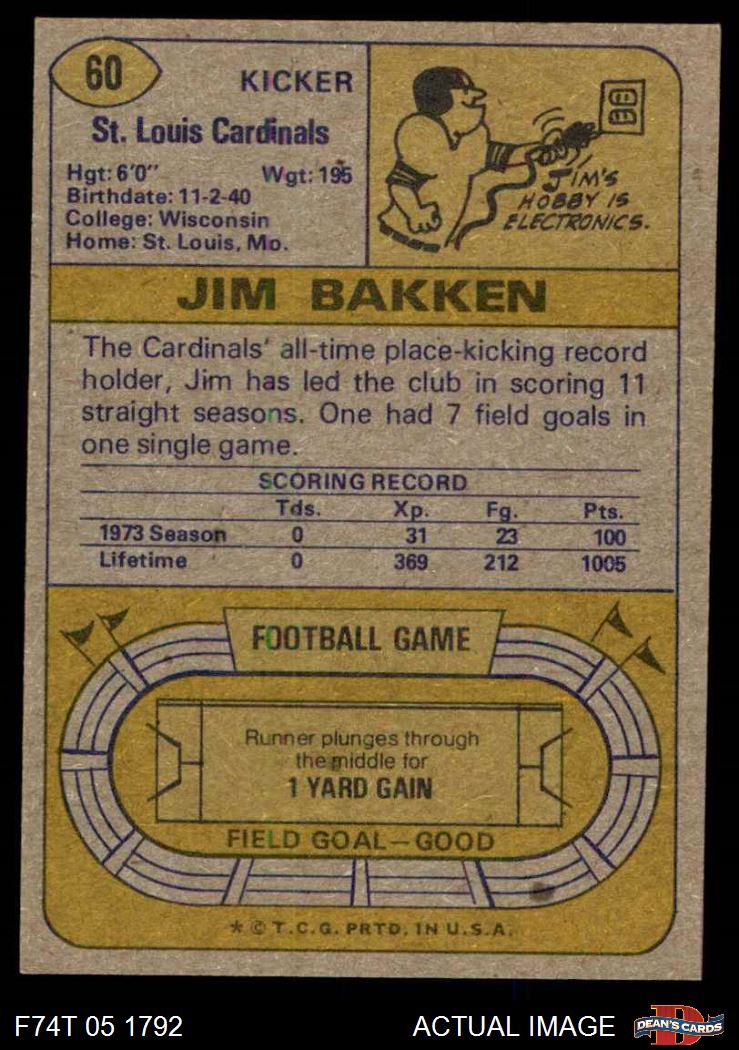 60
KICKER
St. Louis Cardinals
Hgt: 6'0" Wgt: 195
Birthdate: 11-2-40
College: Wisconsin
Home: St. Louis, Mo.
JIM'S
HOBBY IS
ELECTRONICS.
JIM BAKKEN
The Cardinals' all-time place-kicking record
holder, Jim has led the club in scoring 11
straight seasons. One had 7 field goals in
one single game.
SCORING RECORD
Tds. Xp. Fg. Pts.
1973 Season 0 31 23 100
Lifetime 0 369 212 1005
FOOTBALL GAME
Runner plunges through
the middle for
1 YARD GAIN
FIELD GOAL—GOOD
* © T.C.G. PRTD. IN U.S.A.
F74T 05 1792 ACTUAL IMAGE
D
DEAN'S CARDS